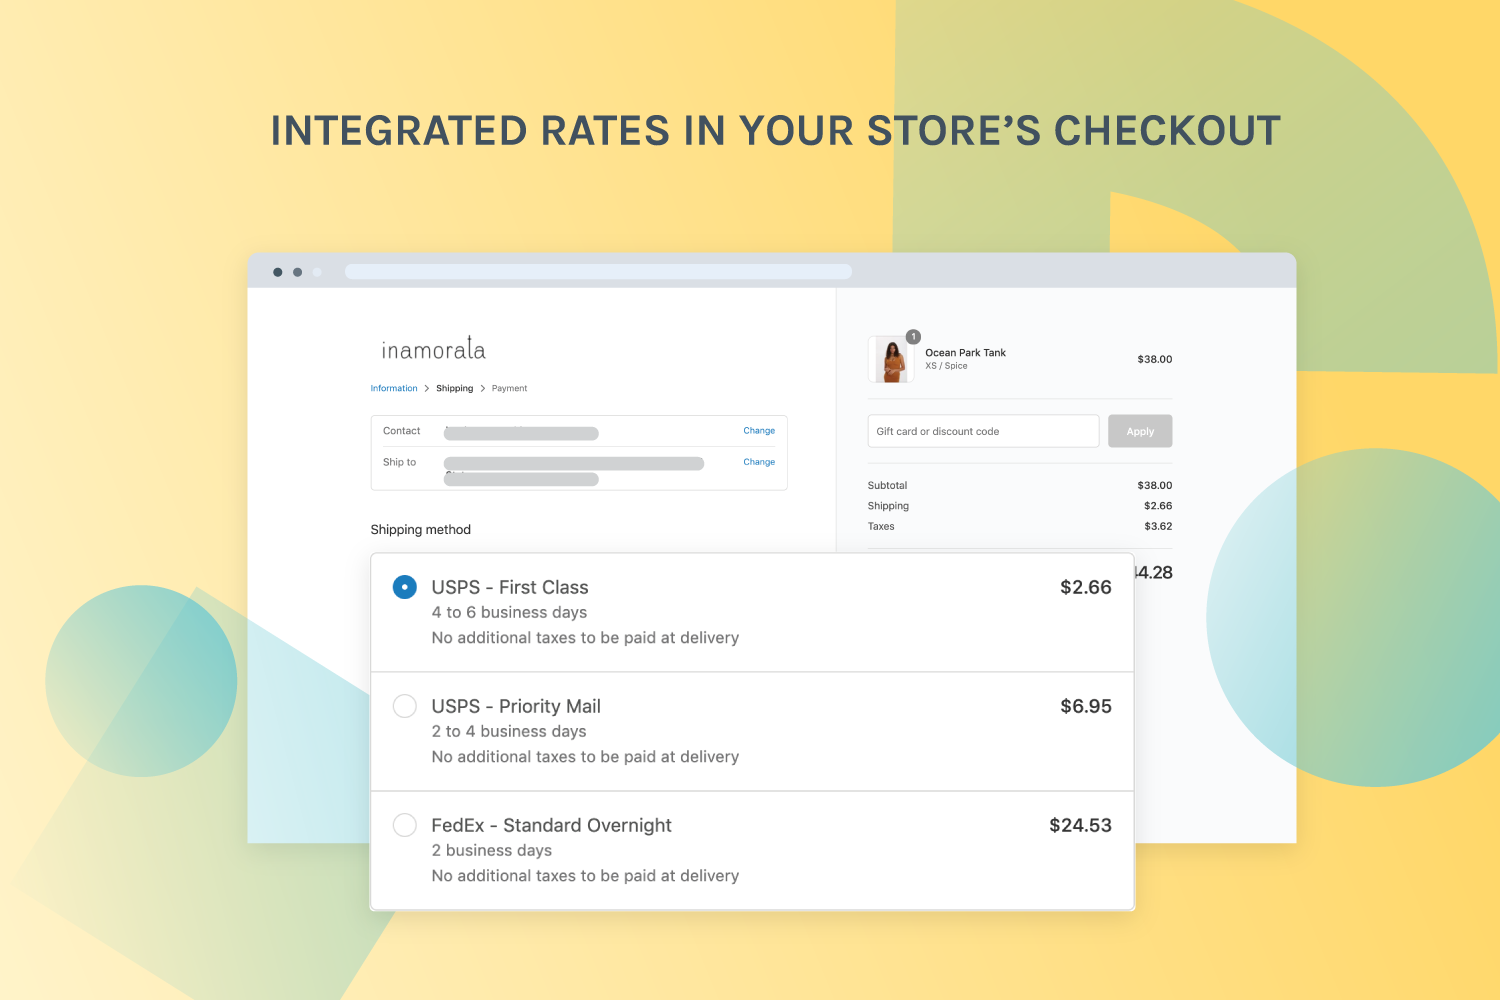 INTEGRATED RATES IN YOUR STORE'S CHECKOUT
inamorata
Information > Shipping > Payment
Contact
Change
Ship to
Change
Shipping method
1
Ocean Park Tank
XS / Spice
$38.00
Gift card or discount code
Apply
Subtotal
$38.00
Shipping
$2.66
Taxes
$3.62
4.28
USPS - First Class
$2.66
4 to 6 business days
No additional taxes to be paid at delivery
USPS - Priority Mail
$6.95
2 to 4 business days
No additional taxes to be paid at delivery
FedEx - Standard Overnight
$24.53
2 business days
No additional taxes to be paid at delivery